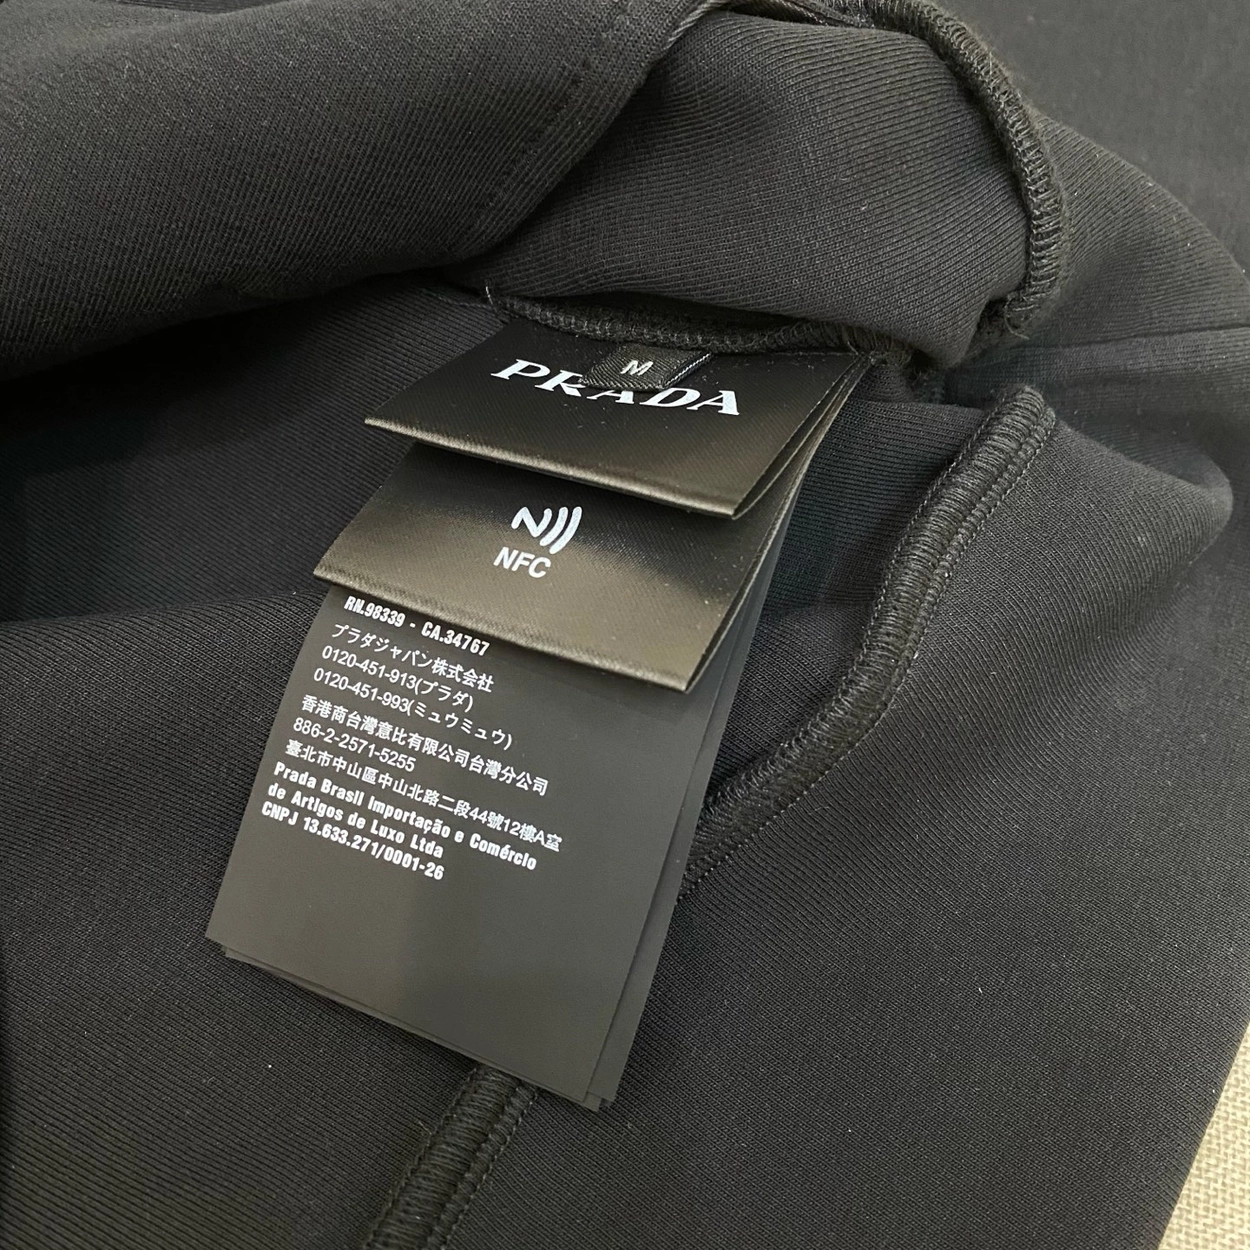 M
PRADA
NFC
RN.98339 - CA.34767
プラダジャパン株式会社
0120-451-913(プラダ)
0120-451-993(ミュウミュウ)
香港商台灣意比有限公司台灣分公司
886-2-2571-5255
臺北市中山區中山北路二段44號12樓A室
Prada Brasil Importação e Comércio
de Artigos de Luxo Ltda
CNPJ 13.633.271/0001-26